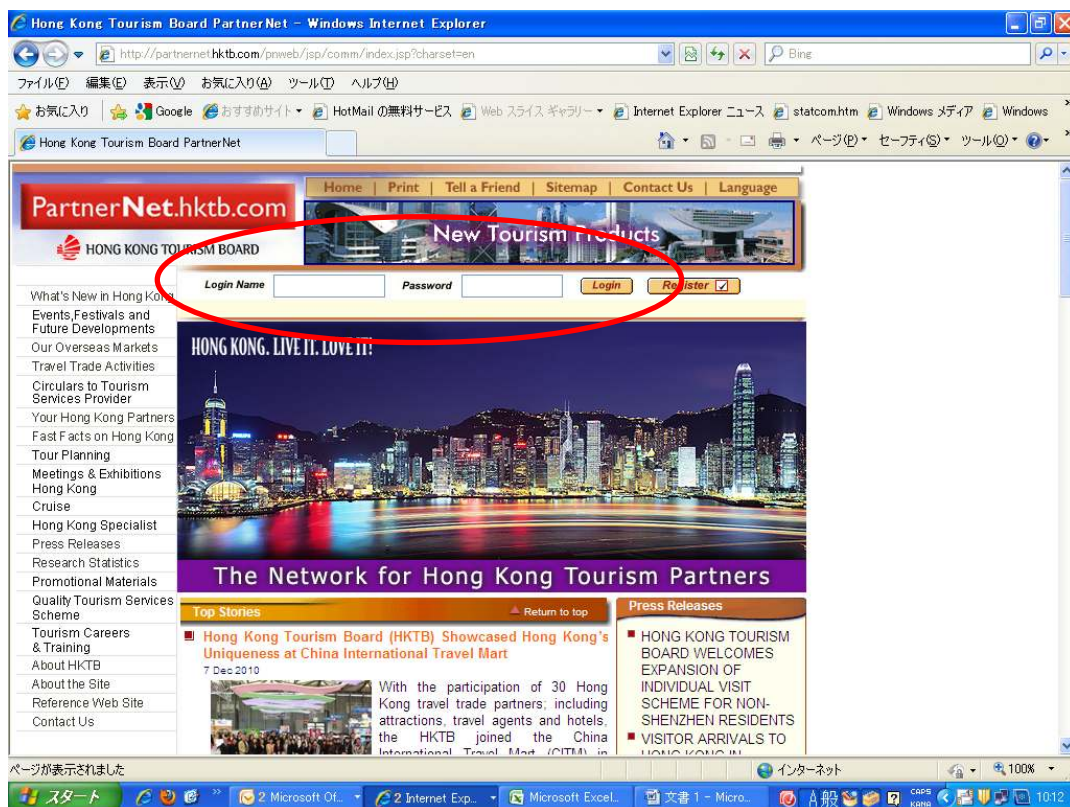 Hong Kong Tourism Board PartnerNet - Windows Internet Explorer
http://partnernet.hktb.com/pnweb/jsp/comm/index.jsp?charset=en
Bing
ファイル(F) 編集(E) 表示(V) お気に入り(A) ツール(T) ヘルプ(H)
お気に入り Google おすすめサイト HotMail の無料サービス Web スライス ギャラリー Internet Explorer ニュース statcom.htm Windows メディア Windows
Hong Kong Tourism Board PartnerNet ページ(P) セーフティ(S) ツール(O)
Home | Print | Tell a Friend | Sitemap | Contact Us | Language
PartnerNet.hktb.com
New Tourism Products
HONG KONG TOURISM BOARD
Login Name Password Login Register
What's New in Hong Kong
Events,Festivals and
Future Developments
Our Overseas Markets
Travel Trade Activities
Circulars to Tourism
Services Provider
Your Hong Kong Partners
Fast Facts on Hong Kong
Tour Planning
Meetings & Exhibitions
Hong Kong
Cruise
Hong Kong Specialist
Press Releases
Research Statistics
Promotional Materials
Quality Tourism Services
Scheme
Tourism Careers
& Training
About HKTB
About the Site
Reference Web Site
Contact Us
HONG KONG. LIVE IT. LOVE IT!
The Network for Hong Kong Tourism Partners
Top Stories Return to top
Hong Kong Tourism Board (HKTB) Showcased Hong Kong's
Uniqueness at China International Travel Mart
7 Dec 2010
With the participation of 30 Hong
Kong travel trade partners, including
attractions, travel agents and hotels,
the HKTB joined the China
International Travel Mart (CITM) in
Press Releases
HONG KONG TOURISM
BOARD WELCOMES
EXPANSION OF
INDIVIDUAL VISIT
SCHEME FOR NON-
SHENZHEN RESIDENTS
VISITOR ARRIVALS TO
HONG KONG IN
ページが表示されました インターネット 100%
スタート 2 Microsoft Of... 2 Internet Exp... Microsoft Excel... 文書 1 - Micro... A 般 CAPS KANA 10:12